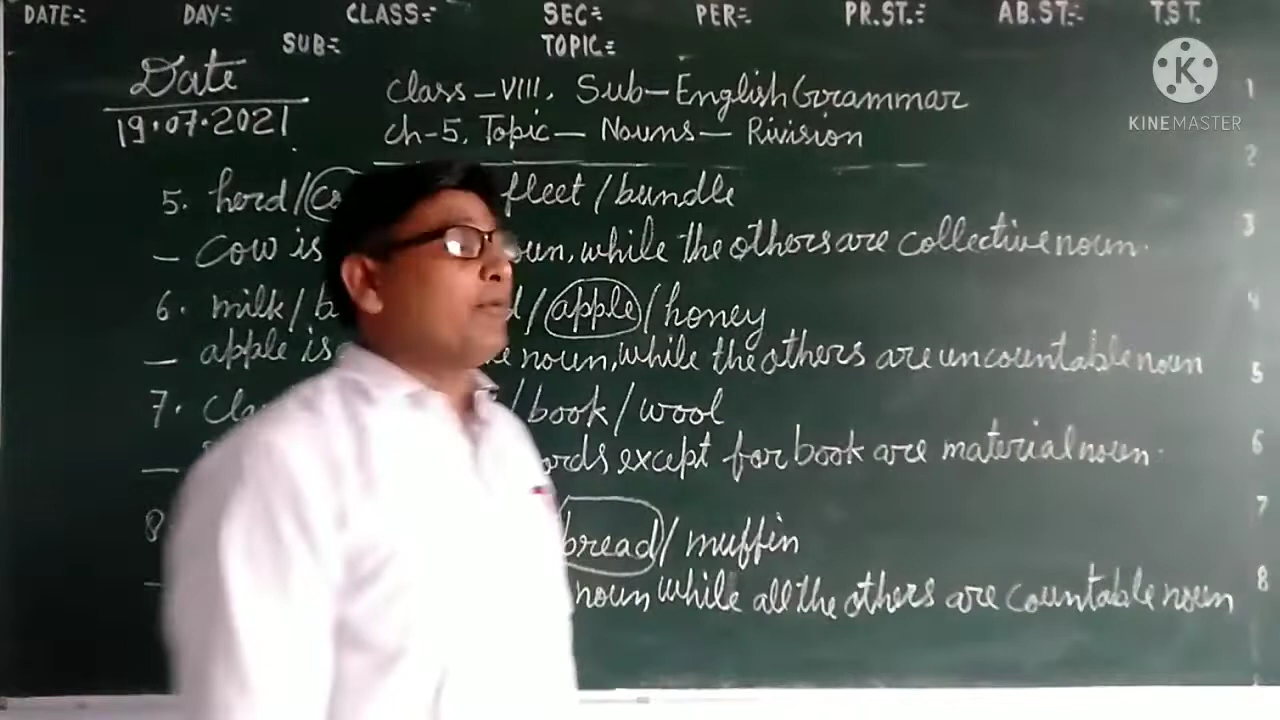 DATE-: DAY-: CLASS-: SEC-: PER-: PR.ST.-: AB.ST-: T.ST.
SUB-: TOPIC-:
K
KINEMASTER
Date
19.07.2021
Class-VIII, Sub-English Grammar
Ch-5, Topic- Nouns- Rivision
5. herd/ fleet/bundle
- Cow is noun, while the others are collective noun.
6. milk/ /apple/honey
- apple is noun, while the others are uncountable noun
7. /book/wool
- except for book are material noun.
8 bread/muffin
- noun while all the others are countable noun
1
2
3
4
5
6
7
8